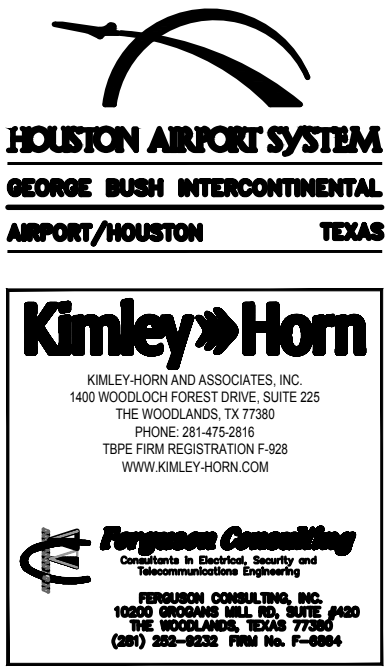 HOUSTON AIRPORT SYSTEM
GEORGE BUSH INTERCONTINENTAL
AIRPORT/HOUSTON TEXAS
Kimley Horn
KIMLEY-HORN AND ASSOCIATES, INC.
1400 WOODLOCH FOREST DRIVE, SUITE 225
THE WOODLANDS, TX 77380
PHONE: 281-475-2816
TBPE FIRM REGISTRATION F-928
WWW.KIMLEY-HORN.COM
Ferguson Consulting
Consultants in Electrical, Security and
Telecommunications Engineering
FERGUSON CONSULTING, INC.
10200 GROGANS MILL RD, SUITE #420
THE WOODLANDS, TEXAS 77380
(281) 252-9232 FIRM No.